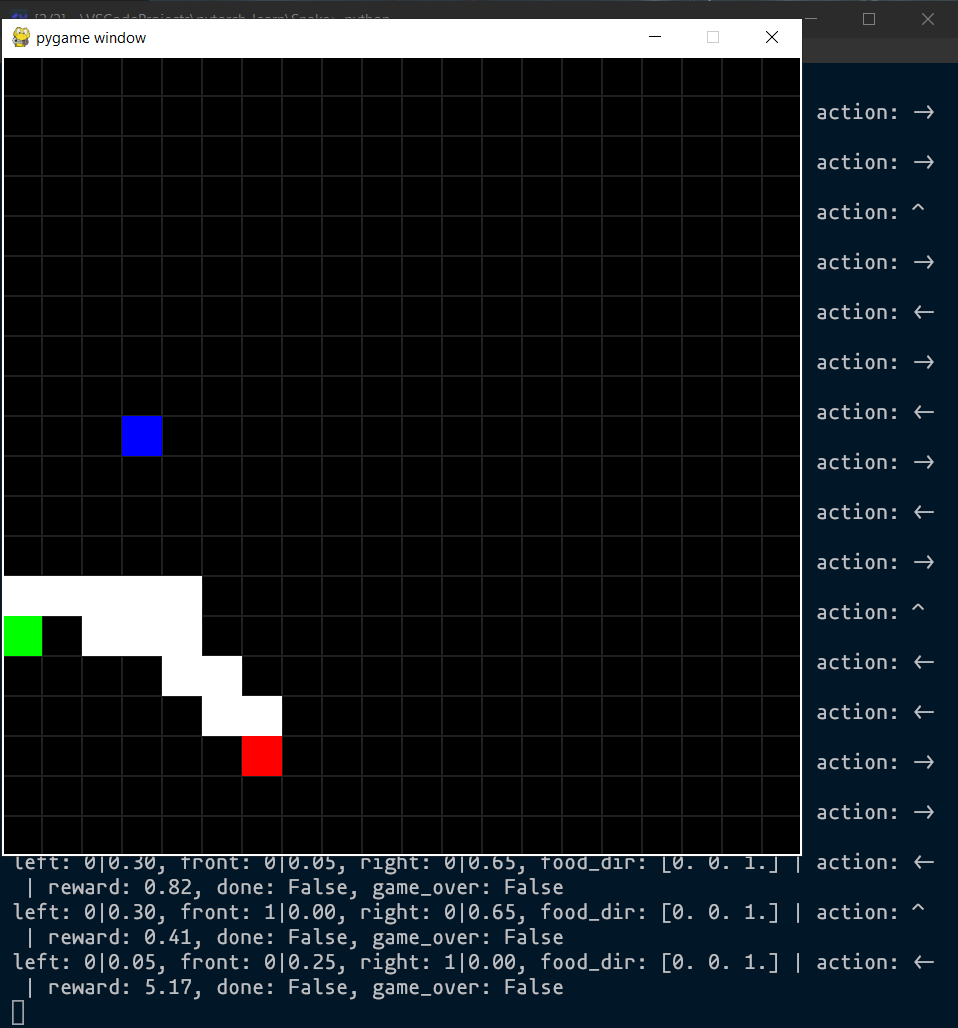 pygame window
action: →
action: →
action: ^
action: →
action: ←
action: →
action: ←
action: →
action: ←
action: →
action: ^
action: ←
action: ←
action: →
action: →
left: 0|0.30, front: 0|0.05, right: 0|0.65, food_dir: [0. 0. 1.] | action: ←
| reward: 0.82, done: False, game_over: False
left: 0|0.30, front: 1|0.00, right: 0|0.65, food_dir: [0. 0. 1.] | action: ^
| reward: 0.41, done: False, game_over: False
left: 0|0.05, front: 0|0.25, right: 1|0.00, food_dir: [0. 0. 1.] | action: ←
| reward: 5.17, done: False, game_over: False